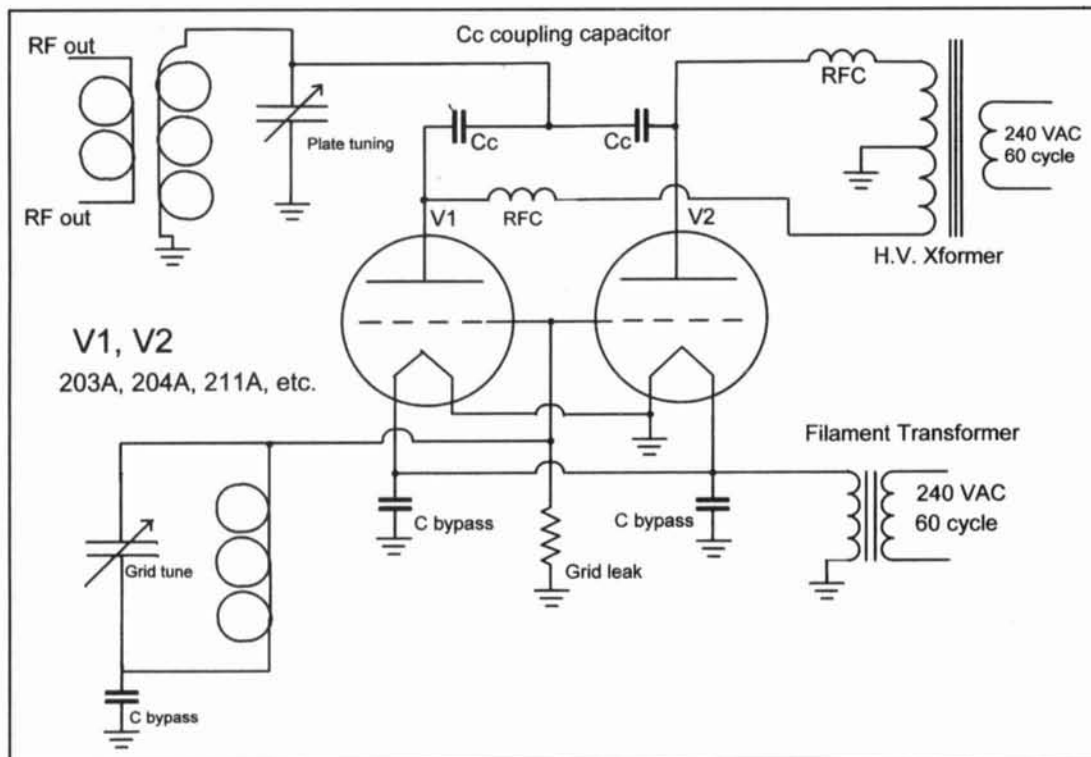 RF out
Cc coupling capacitor
RFC
Plate tuning
Cc
Cc
240 VAC
60 cycle
RF out
V1
RFC
V2
H.V. Xformer
V1, V2
203A, 204A, 211A, etc.
Filament Transformer
C bypass
C bypass
240 VAC
60 cycle
Grid tune
Grid leak
C bypass